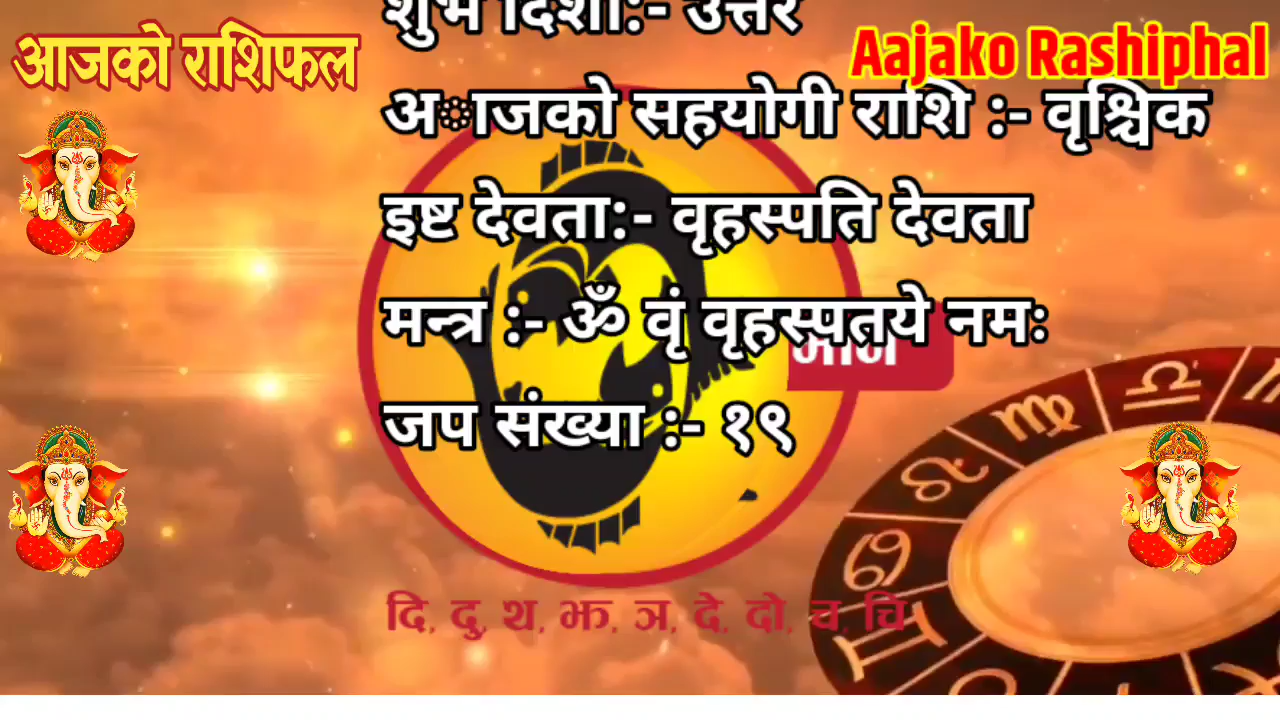 आजको राशिफल
Aajako Rashiphal
शुभ दिशा:- उत्तर
अाजको सहयोगी राशि :- वृश्चिक
इष्ट देवता:- वृहस्पति देवता
मन्त्र :- ॐ वृं वृहस्पतये नमः
मीन
जप संख्या :- १९
दि, दु, थ, झ, ञ, दे, दो, च, चि